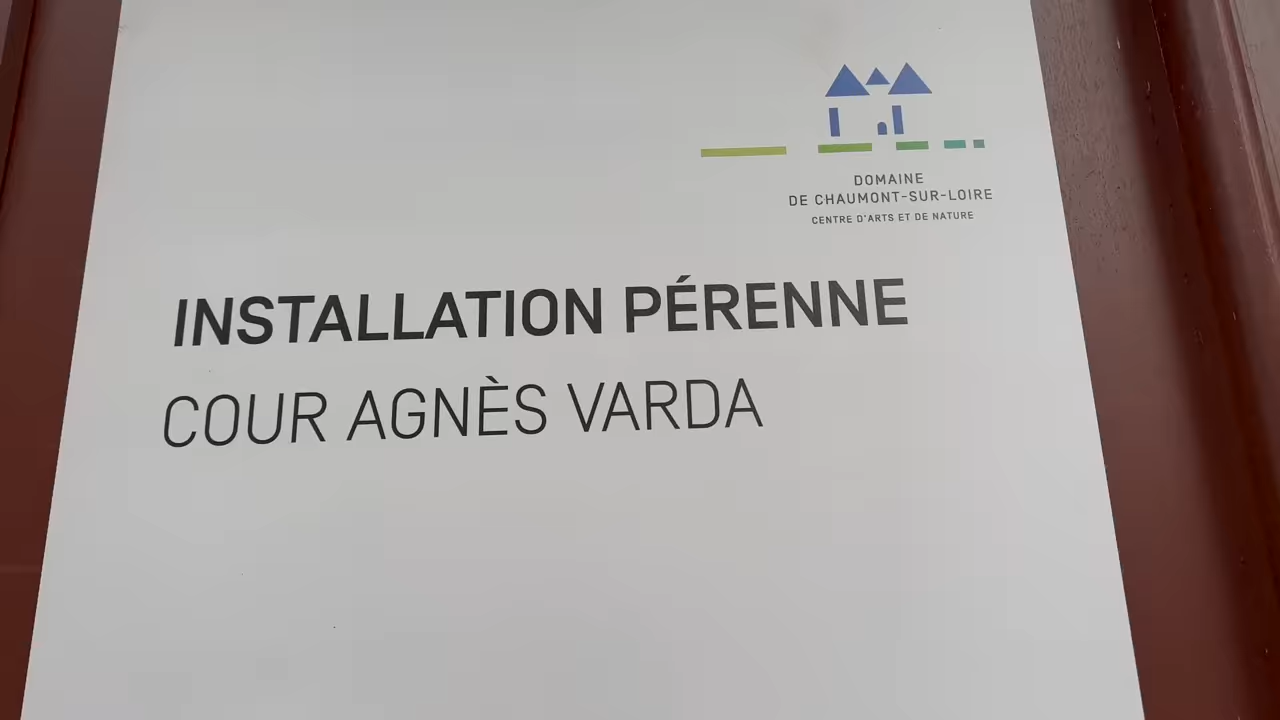 DOMAINE
DE CHAUMONT-SUR-LOIRE
CENTRE D'ARTS ET DE NATURE
INSTALLATION PÉRENNE
COUR AGNÈS VARDA